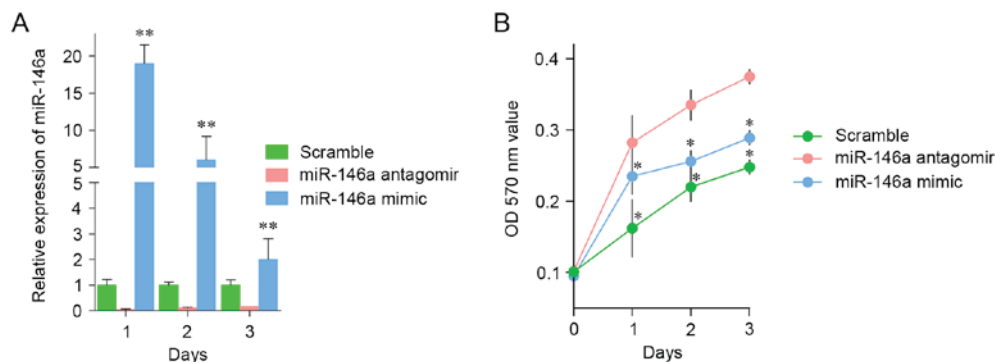 A
Relative expression of miR-146a
20
15
10
5
5
4
3
2
1
0
**
**
**
1
2
3
Days
Scramble
miR-146a antagomir
miR-146a mimic
B
OD 570 nm value
0.4
0.3
0.2
0.1
*
*
*
*
*
*
0
1
2
3
Days
Scramble
miR-146a antagomir
miR-146a mimic